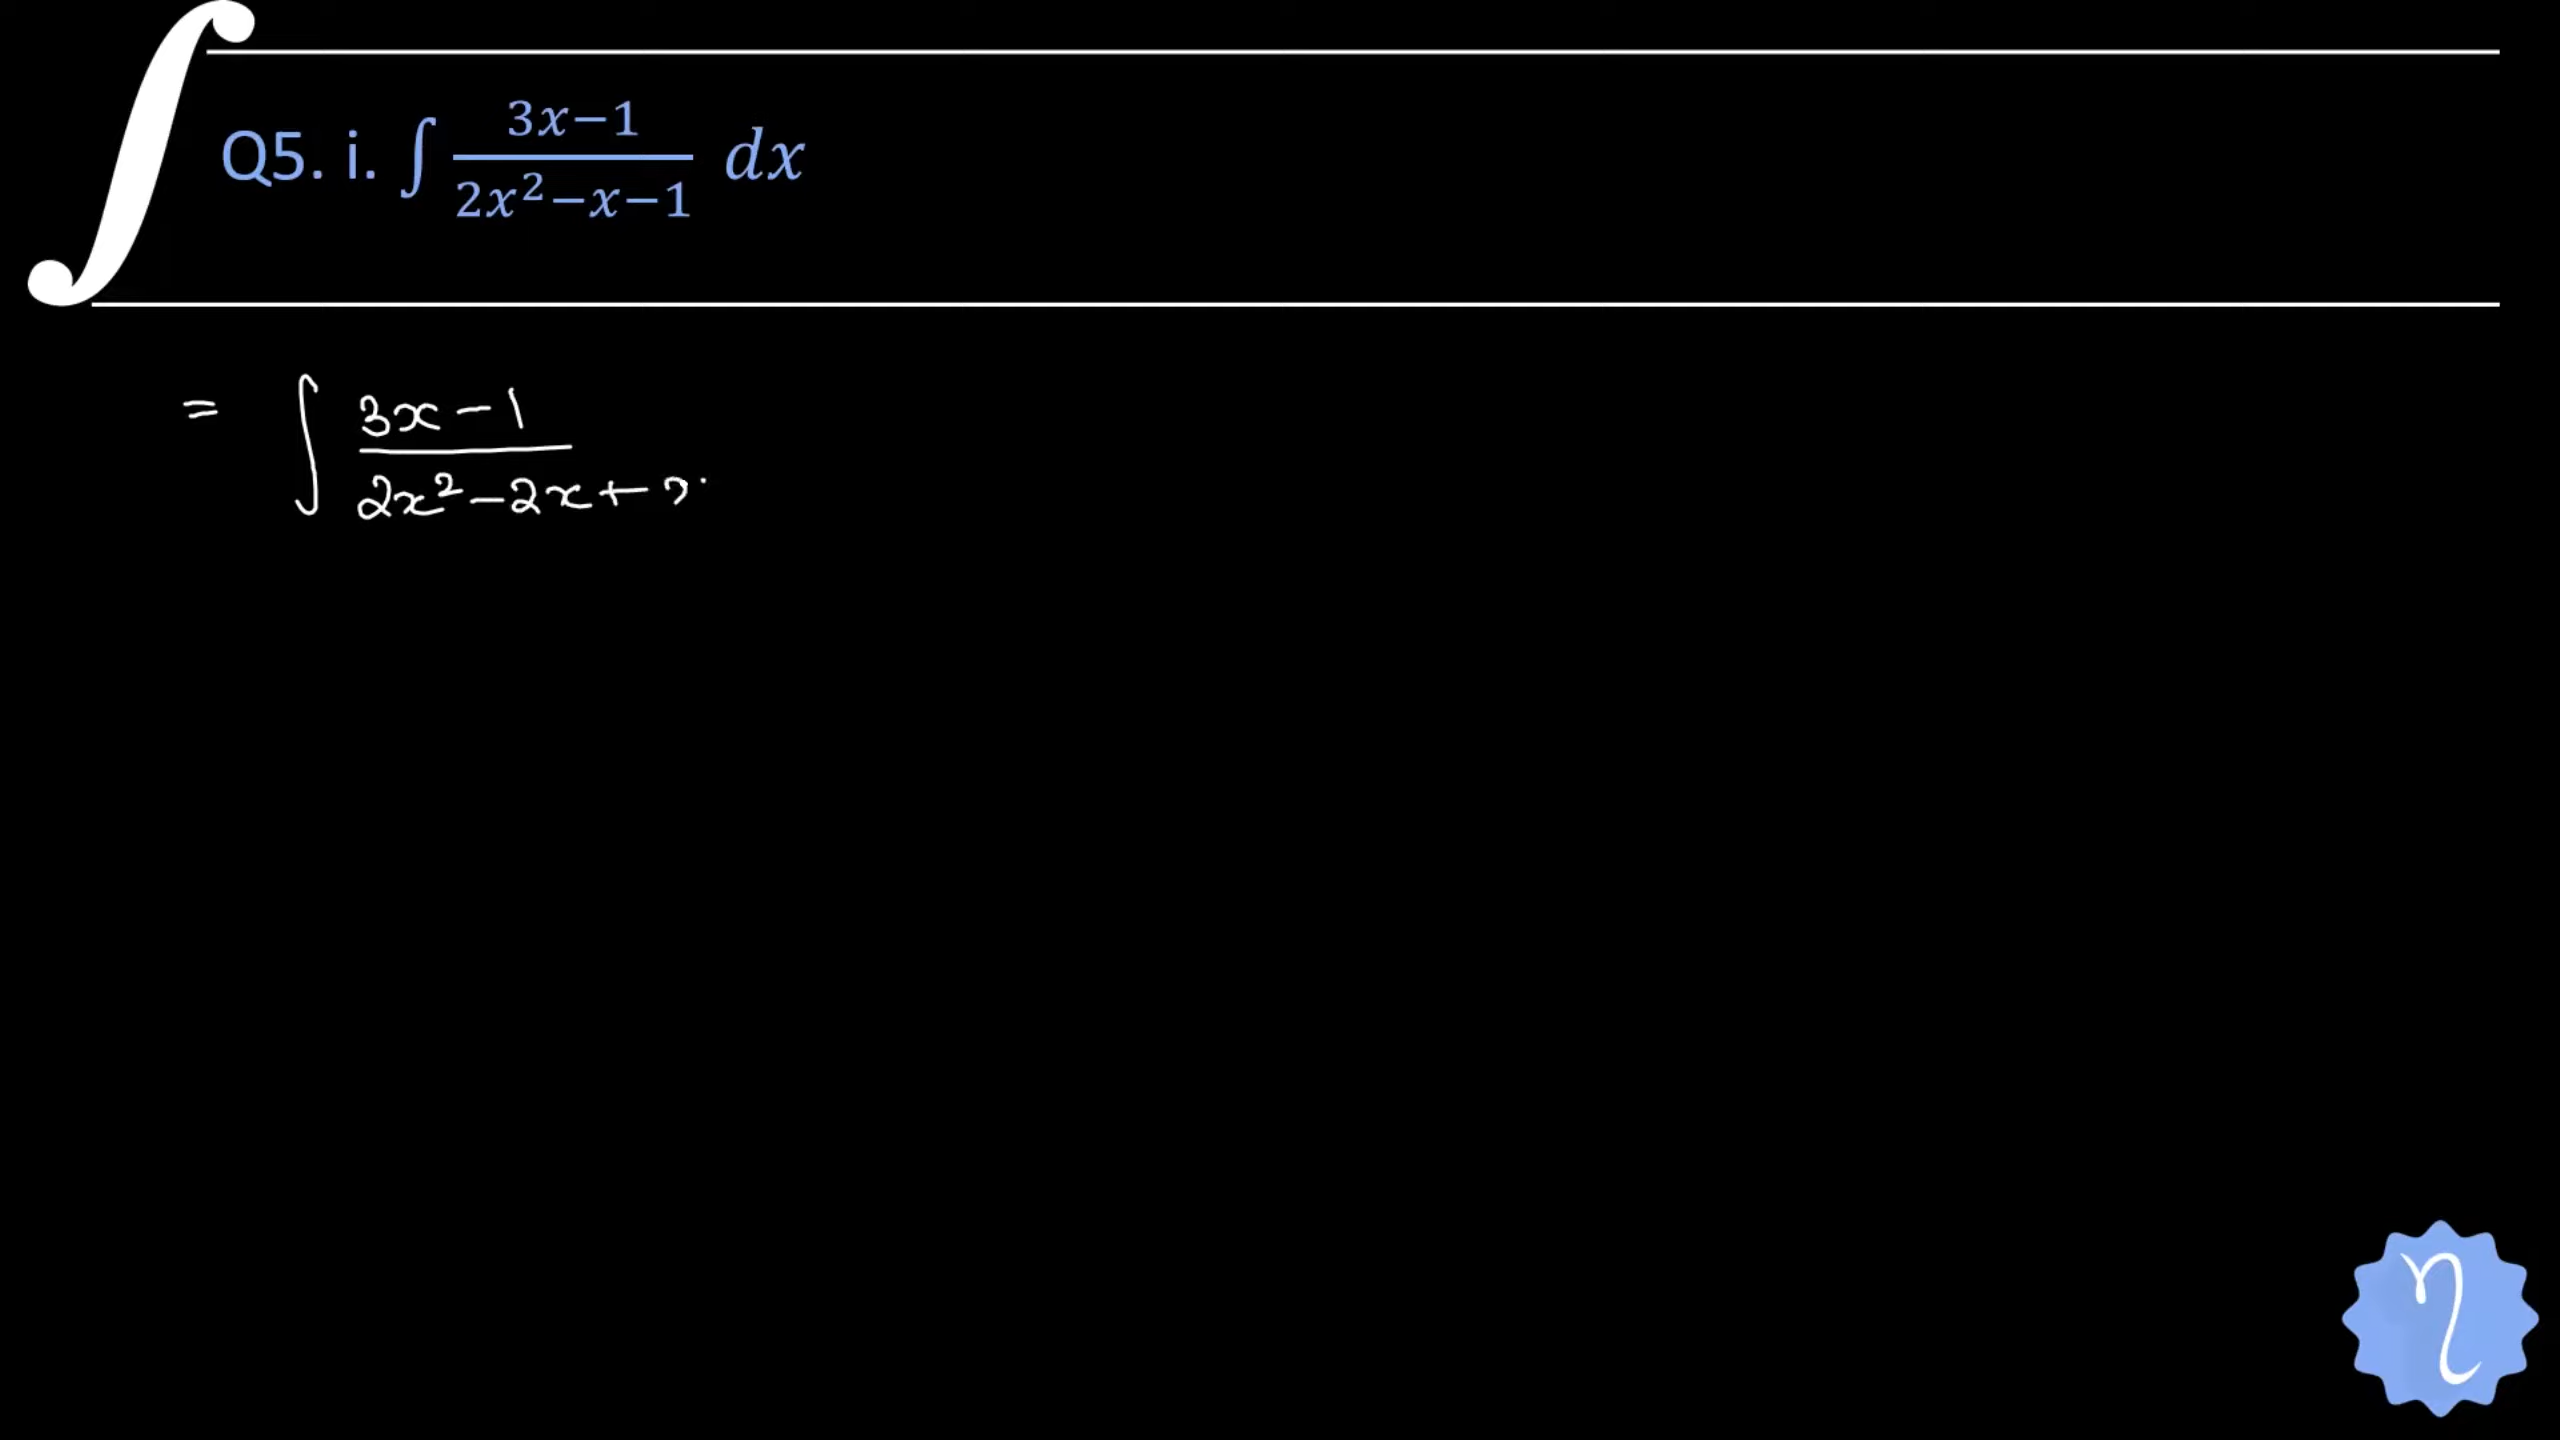 Q5. i. ∫ (3x−1)/(2x²−x−1) dx
= ∫ (3x−1)/(2x²−2x+